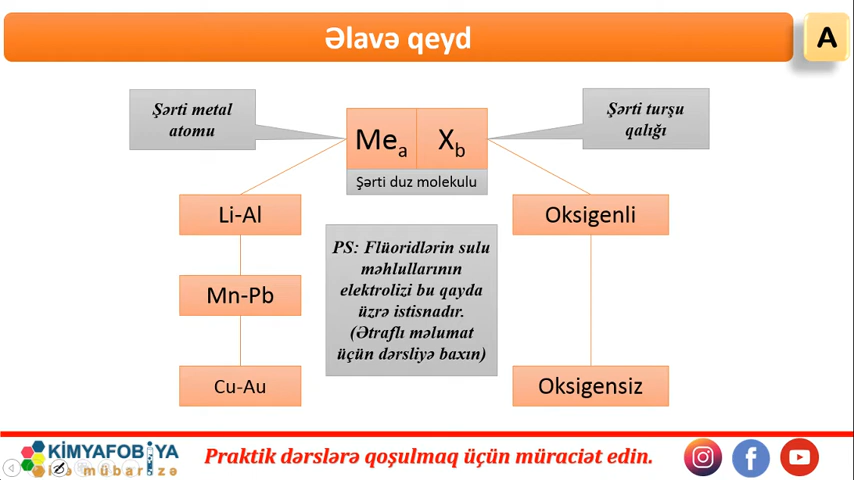 Əlavə qeyd
A
Şərti metal
atomu
Meₐ X_b
Şərti duz molekulu
Şərti turşu
qalığı
Li-Al
Mn-Pb
Cu-Au
PS: Flüoridlərin sulu
məhlullarının
elektrolizi bu qayda
üzrə istisnadır.
(Ətraflı məlumat
üçün dərsliyə baxın)
Oksigenli
Oksigensiz
KİMYAFOBİYA
ilə mübarizə
Praktik dərslərə qoşulmaq üçün müraciət edin.